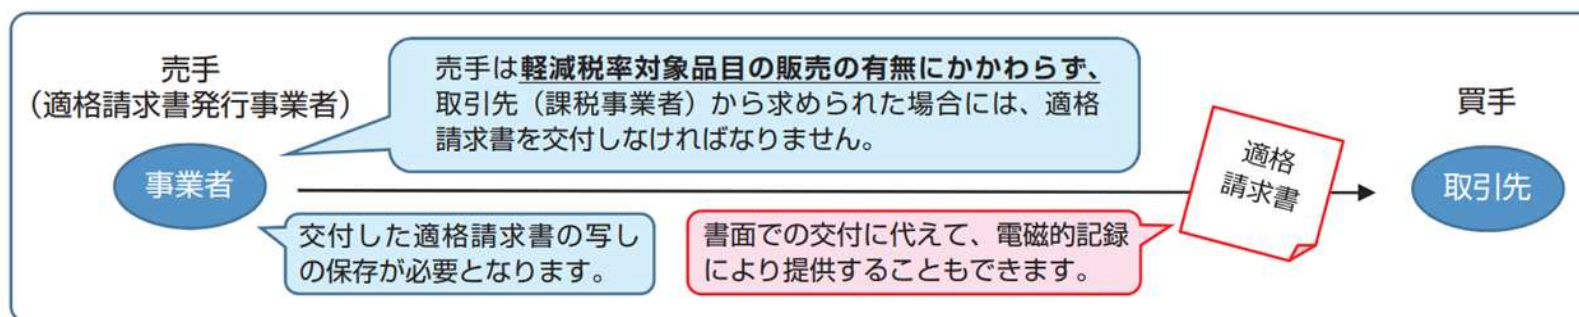 売手
（適格請求書発行事業者）
事業者
売手は軽減税率対象品目の販売の有無にかかわらず、
取引先（課税事業者）から求められた場合には、適格
請求書を交付しなければなりません。
交付した適格請求書の写し
の保存が必要となります。
書面での交付に代えて、電磁的記録
により提供することもできます。
適格
請求書
買手
取引先